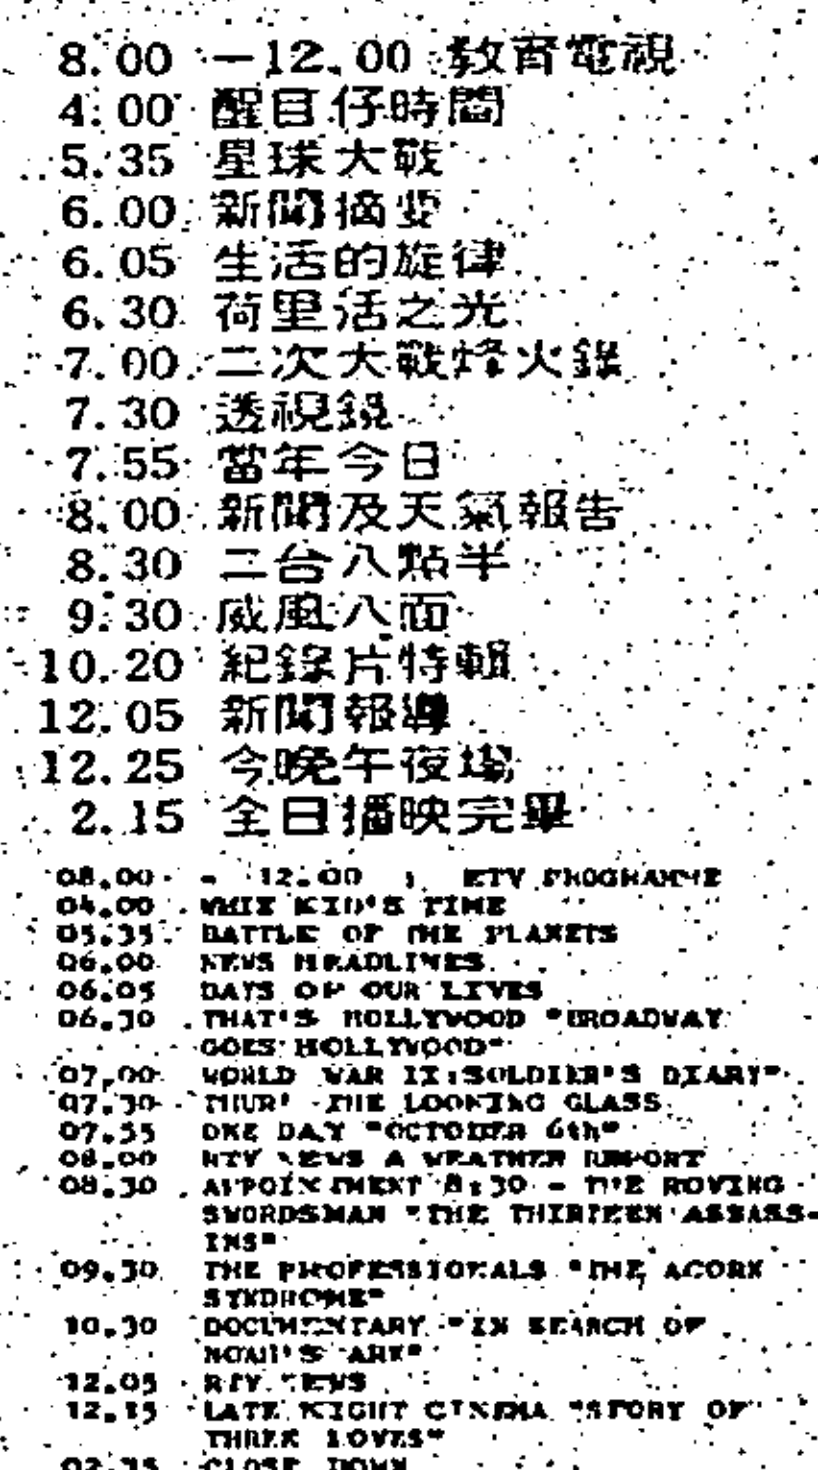 8.00 —12.00 教育電視
4.00 醒目仔時間
5.35 星球大戰
6.00 新聞摘要
6.05 生活的旋律
6.30 荷里活之光
7.00 二次大戰烽火錄
7.30 透視鏡
7.55 當年今日
8.00 新聞及天氣報告
8.30 二台八點半
9.30 威風八面
10.20 紀錄片特輯
12.05 新聞報導
12.25 今晚午夜場
2.15 全日播映完畢
08.00 - 12.00 : ETV PROGRAMME
04.00 WHIZ KID'S TIME
05.35 BATTLE OF THE PLANETS
06.00 NEWS HEADLINES
06.05 DAYS OF OUR LIVES
06.30 THAT'S HOLLYWOOD "BROADWAY
GOES HOLLYWOOD"
07.00 WORLD WAR II:SOLDIER'S DIARY"
07.30 THUR' THE LOOKING GLASS
07.55 ONE DAY "OCTOBER 6th"
08.00 RTV NEWS & WEATHER REPORT
08.30 APPOINTMENT 8:30 - THE ROVING
SWORDSMAN "THE THIRTEEN ASSASS-
INS"
09.30 THE PROFESSIONALS "THE ACORN
SYNDROME"
10.30 DOCUMENTARY "IN SEARCH OF
NOAH'S ARK"
12.05 RTV NEWS
LATE NIGHT CINEMA "STORY OF
THREE LOVES"
CLOSE DOWN